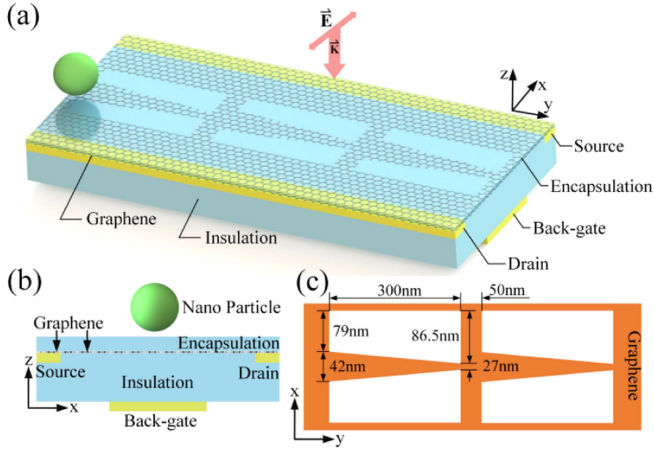 (a)
E
K
z
x
y
Source
Encapsulation
Back-gate
Drain
Graphene
Insulation
(b)
Nano Particle
Graphene
Encapsulation
z
Source
Drain
Insulation
x
Back-gate
(c)
300nm
50nm
79nm
86.5nm
42nm
27nm
Graphene
x
y